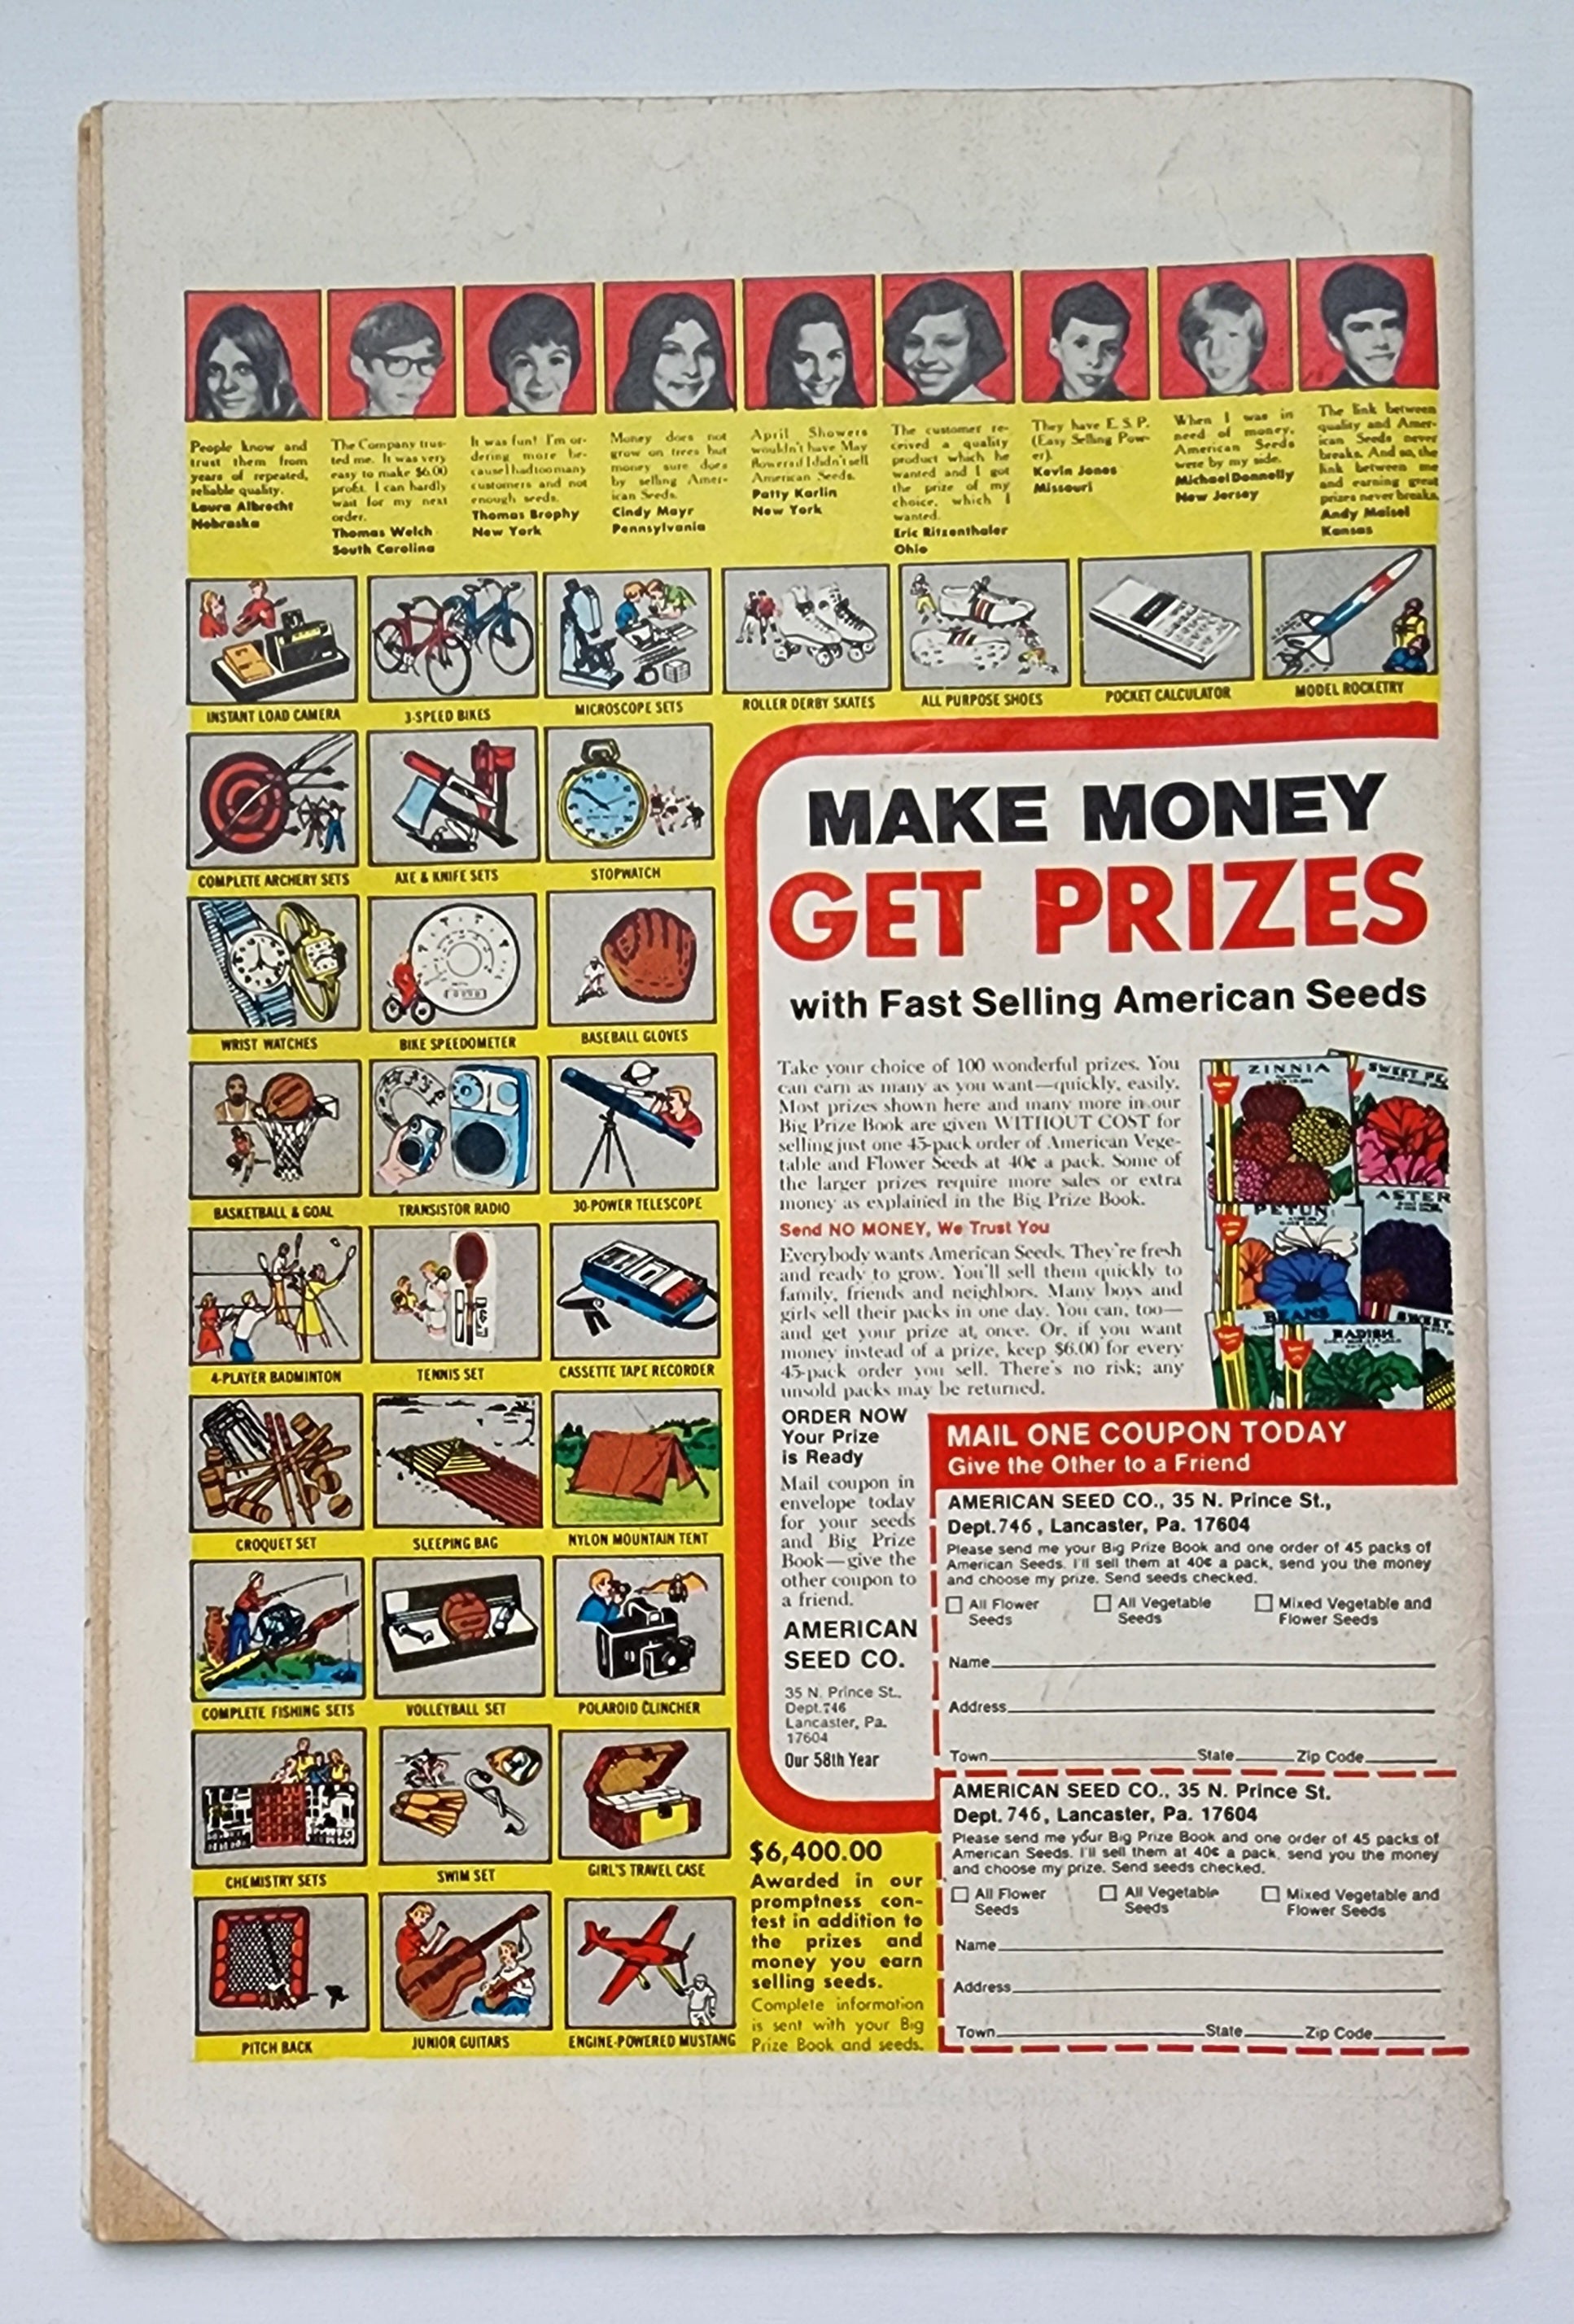 People know and
trust them from
years of repeated,
reliable quality.
Laura Albrecht
Nebraska
The Company trus-
ted me. It was very
easy to make $6.00
profit. I can hardly
wait for my next
order.
Thomas Welch
South Carolina
It was fun! I'm or-
dering more be-
cause I had too many
customers and not
enough seeds.
Thomas Brophy
New York
Money does not
grow on trees but
money sure does
by selling Amer-
ican Seeds.
Cindy Mayr
Pennsylvania
April Showers
wouldn't have May
flowers if I didn't sell
American Seeds.
Patty Karlin
New York
The customer re-
ceived a quality
product which he
wanted and I got
the prize of my
choice, which I
wanted.
Eric Ritzenthaler
Ohio
They have E.S.P.
(Easy Selling Pow-
er).
Kevin Jones
Missouri
When I was in
need of money,
American Seeds
were by my side.
Michael Donnelly
New Jersey
The link between
quality and Amer-
ican Seeds never
breaks. And so, the
link between me
and earning great
prizes never breaks.
Andy Maisel
Kansas
INSTANT LOAD CAMERA
3-SPEED BIKES
MICROSCOPE SETS
ROLLER DERBY SKATES
ALL PURPOSE SHOES
POCKET CALCULATOR
MODEL ROCKETRY
COMPLETE ARCHERY SETS
AXE & KNIFE SETS
STOPWATCH
WRIST WATCHES
BIKE SPEEDOMETER
BASEBALL GLOVES
BASKETBALL & GOAL
TRANSISTOR RADIO
30-POWER TELESCOPE
4-PLAYER BADMINTON
TENNIS SET
CASSETTE TAPE RECORDER
CROQUET SET
SLEEPING BAG
NYLON MOUNTAIN TENT
COMPLETE FISHING SETS
VOLLEYBALL SET
POLAROID CLINCHER
CHEMISTRY SETS
SWIM SET
GIRL'S TRAVEL CASE
PITCH BACK
JUNIOR GUITARS
ENGINE-POWERED MUSTANG
MAKE MONEY
GET PRIZES
with Fast Selling American Seeds
Take your choice of 100 wonderful prizes. You
can earn as many as you want—quickly, easily.
Most prizes shown here and many more in our
Big Prize Book are given WITHOUT COST for
selling just one 45-pack order of American Vege-
table and Flower Seeds at 40¢ a pack. Some of
the larger prizes require more sales or extra
money as explained in the Big Prize Book.
Send NO MONEY, We Trust You
Everybody wants American Seeds. They're fresh
and ready to grow. You'll sell them quickly to
family, friends and neighbors. Many boys and
girls sell their packs in one day. You can, too—
and get your prize at once. Or, if you want
money instead of a prize, keep $6.00 for every
45-pack order you sell. There's no risk; any
unsold packs may be returned.
ZINNIA
SWEET PE
ASTER
PETUN
BEANS
RADISH
SWEET
ORDER NOW
Your Prize
is Ready
Mail coupon in
envelope today
for your seeds
and Big Prize
Book—give the
other coupon to
a friend.
AMERICAN
SEED CO.
35 N. Prince St.,
Dept.746
Lancaster, Pa.
17604
Our 58th Year
MAIL ONE COUPON TODAY
Give the Other to a Friend
AMERICAN SEED CO., 35 N. Prince St.,
Dept.746, Lancaster, Pa. 17604
Please send me your Big Prize Book and one order of 45 packs of
American Seeds. I'll sell them at 40¢ a pack, send you the money
and choose my prize. Send seeds checked.
All Flower Seeds
All Vegetable Seeds
Mixed Vegetable and Flower Seeds
Name
Address
Town State Zip Code
AMERICAN SEED CO., 35 N. Prince St.
Dept. 746, Lancaster, Pa. 17604
Please send me your Big Prize Book and one order of 45 packs of
American Seeds. I'll sell them at 40¢ a pack, send you the money
and choose my prize. Send seeds checked.
All Flower Seeds
All Vegetable Seeds
Mixed Vegetable and Flower Seeds
Name
Address
Town State Zip Code
$6,400.00
Awarded in our
promptness con-
test in addition to
the prizes and
money you earn
selling seeds.
Complete information
is sent with your Big
Prize Book and seeds.